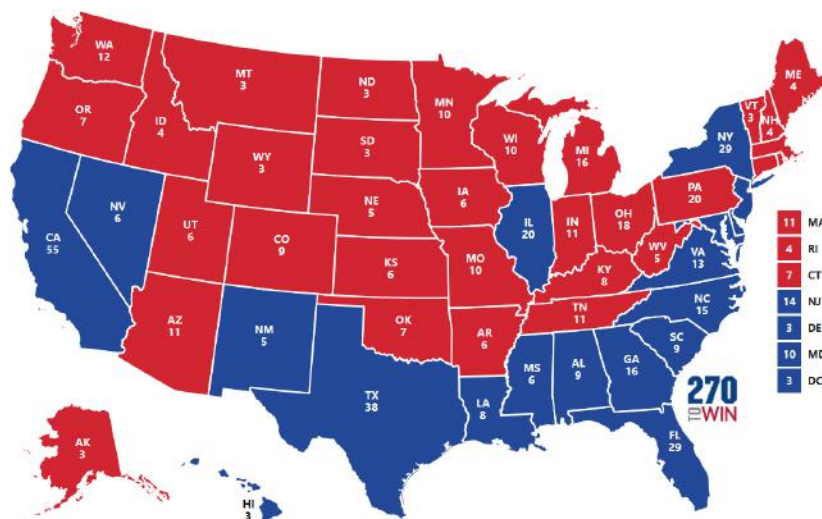 WA
12
OR
7
ID
4
MT
3
ND
3
MN
10
SD
3
WY
3
WI
10
MI
16
NY
29
VT
3
NH
4
ME
4
CA
55
NV
6
UT
6
CO
9
NE
5
IA
6
IL
20
IN
11
OH
18
PA
20
KS
6
MO
10
KY
8
WV
5
VA
13
AZ
11
NM
5
OK
7
AR
6
TN
11
NC
15
TX
38
LA
8
MS
6
AL
9
GA
16
SC
9
FL
29
AK
3
HI
3
11 MA
4 RI
7 CT
14 NJ
3 DE
10 MD
3 DC
270
TOWIN